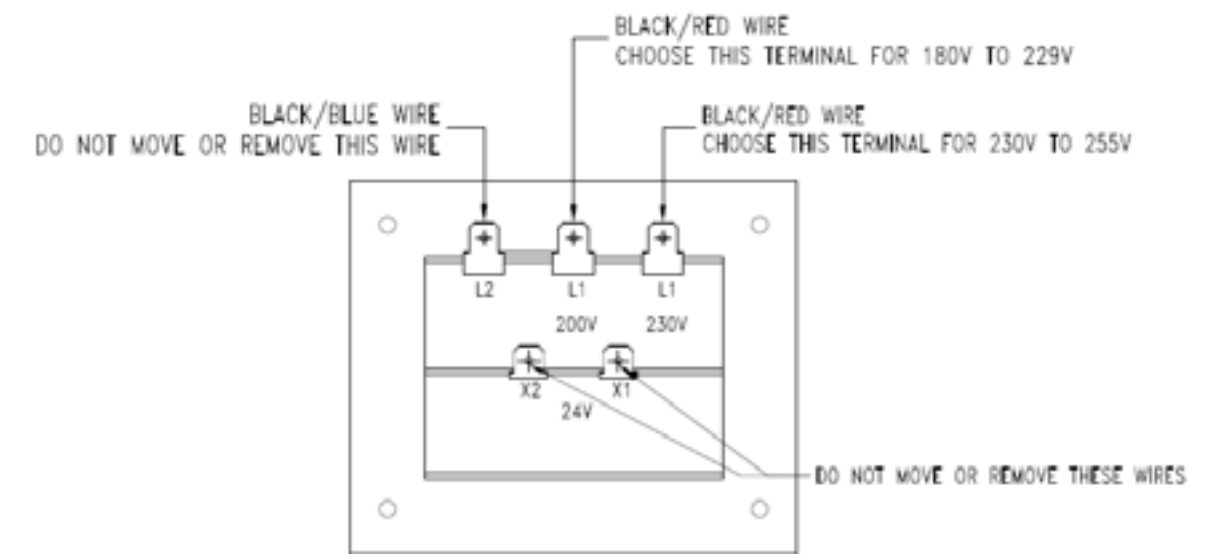 BLACK/RED WIRE
CHOOSE THIS TERMINAL FOR 180V TO 229V
BLACK/BLUE WIRE
DO NOT MOVE OR REMOVE THIS WIRE
BLACK/RED WIRE
CHOOSE THIS TERMINAL FOR 230V TO 255V
L2
L1
L1
200V
230V
X2
X1
24V
DO NOT MOVE OR REMOVE THESE WIRES